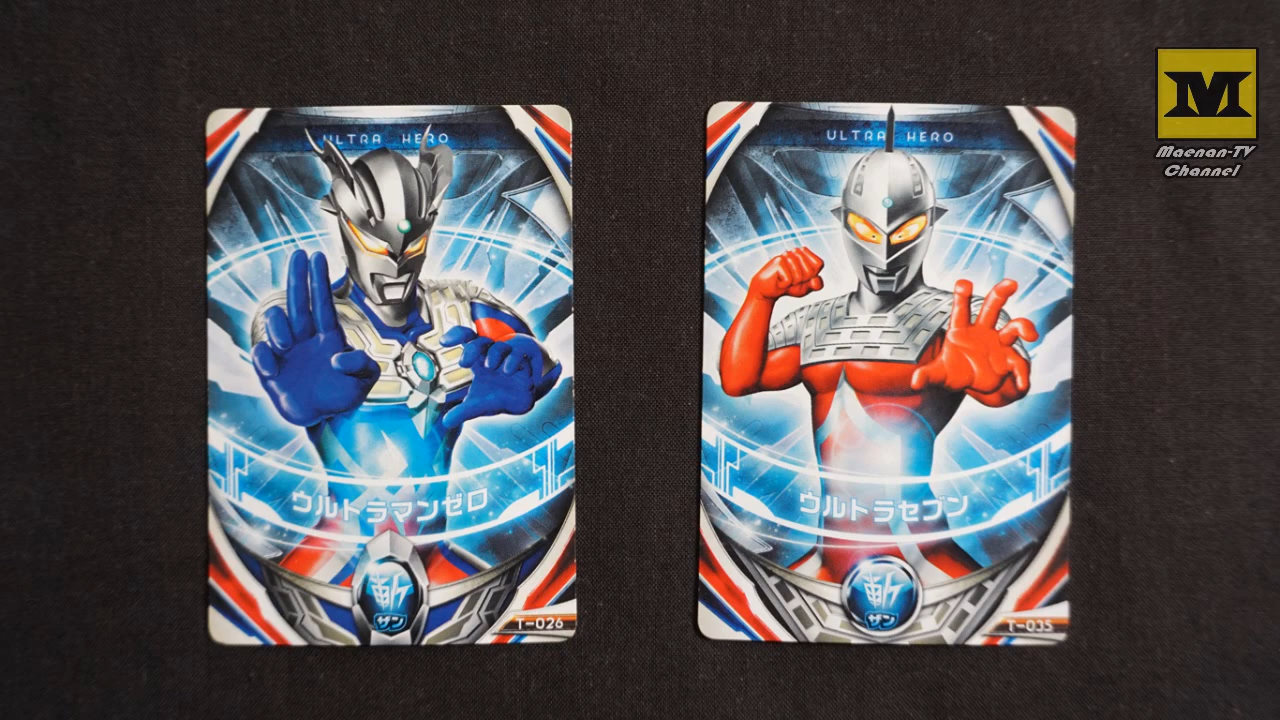 ULTRA HERO
ウルトラマンゼロ
斬
ザン
T-026
ULTRA HERO
ウルトラセブン
斬
ザン
T-035
M
Maenan-TV
Channel